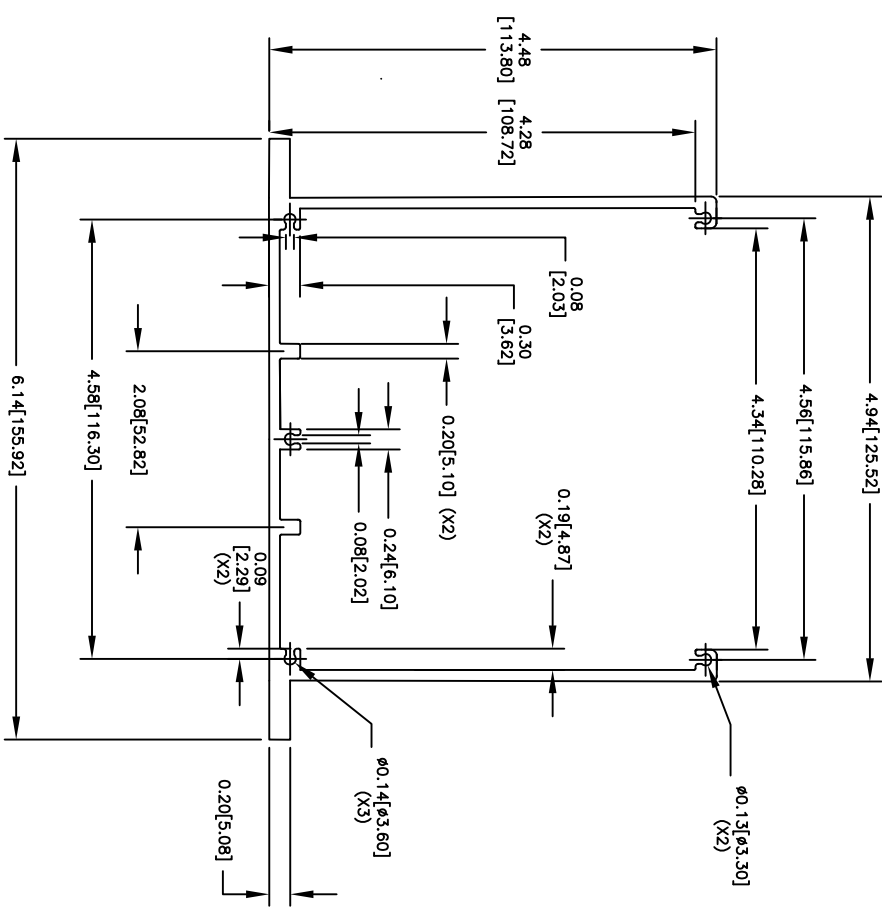 4.48
[113.80]
4.28
[108.72]
0.08
[2.03]
0.30
[3.62]
4.94[125.52]
4.56[115.86]
4.34[110.28]
0.20[5.10] (X2)
0.19[4.87]
(X2)
0.24[6.10]
0.08[2.02]
2.08[52.82]
4.58[116.30]
6.14[155.92]
0.09
[2.29]
(X2)
ø0.14[ø3.60]
(X3)
ø0.13[ø3.30]
(X2)
0.20[5.08]